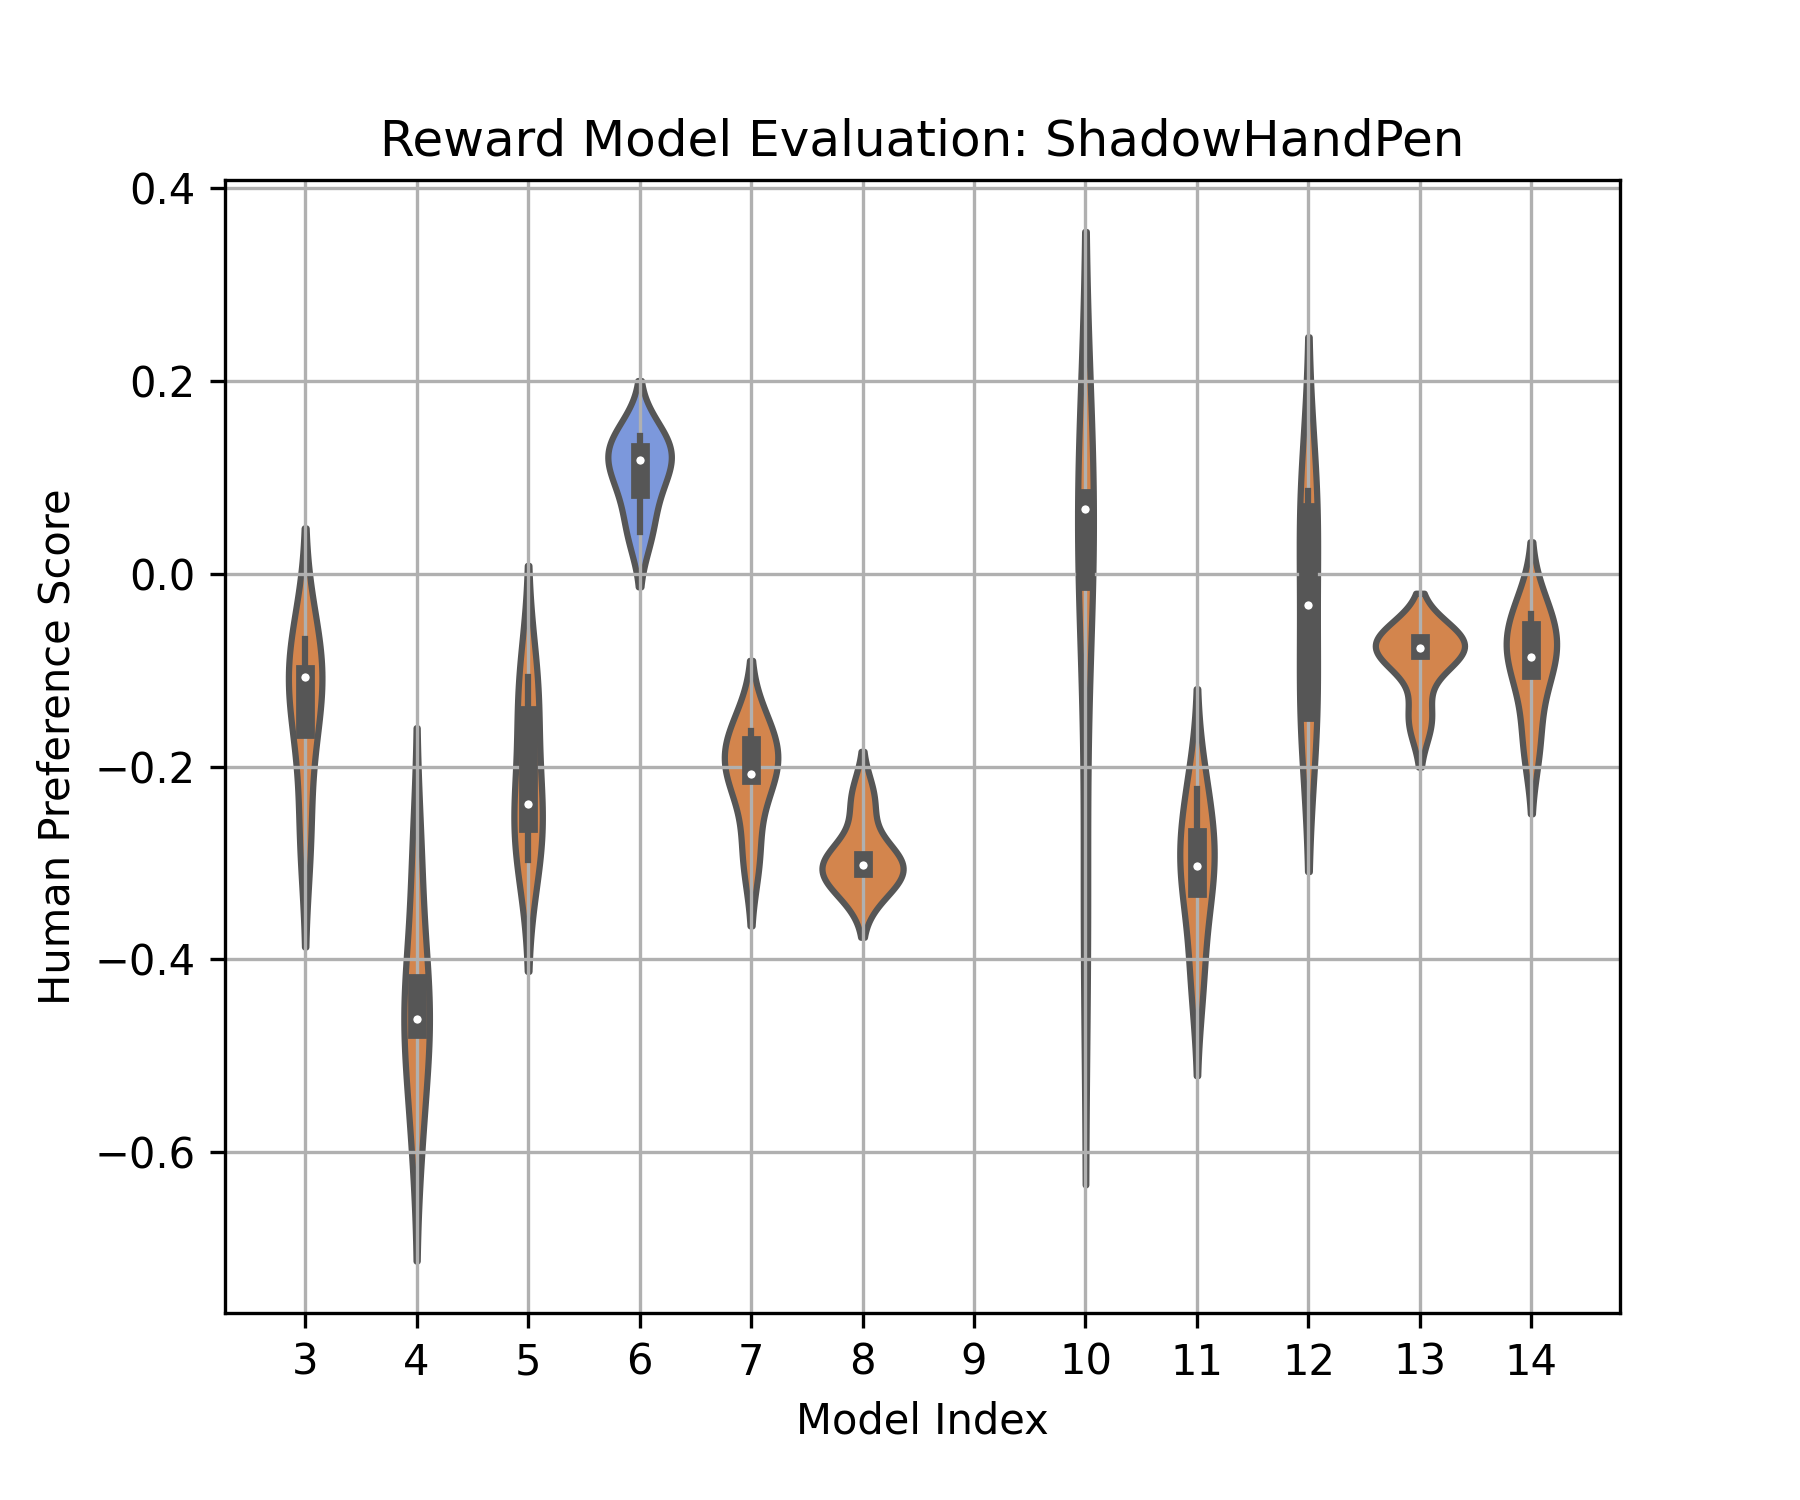 Reward Model Evaluation: ShadowHandPen
Human Preference Score
0.4
0.2
0.0
−0.2
−0.4
−0.6
3 4 5 6 7 8 9 10 11 12 13 14
Model Index